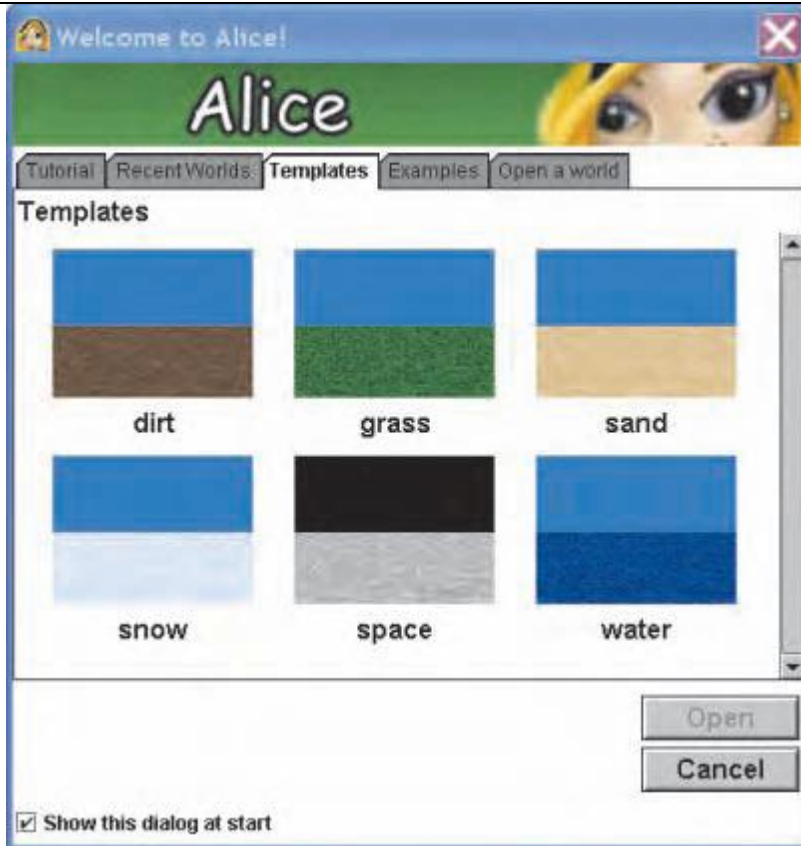 Welcome to Alice!
Alice
Tutorial Recent Worlds Templates Examples Open a world
Templates
dirt grass sand
snow space water
Open
Cancel
Show this dialog at start